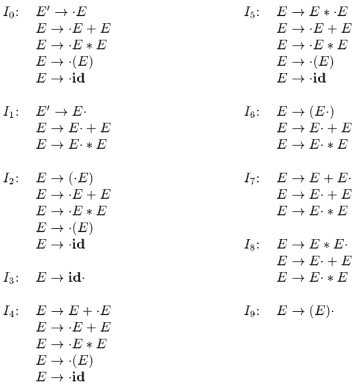 I₀: E′ → ·E
E → ·E + E
E → ·E ∗ E
E → ·(E)
E → ·id
I₁: E′ → E·
E → E· + E
E → E· ∗ E
I₂: E → (·E)
E → ·E + E
E → ·E ∗ E
E → ·(E)
E → ·id
I₃: E → id·
I₄: E → E + ·E
E → ·E + E
E → ·E ∗ E
E → ·(E)
E → ·id
I₅: E → E ∗ ·E
E → ·E + E
E → ·E ∗ E
E → ·(E)
E → ·id
I₆: E → (E·)
E → E· + E
E → E· ∗ E
I₇: E → E + E·
E → E· + E
E → E· ∗ E
I₈: E → E ∗ E·
E → E· + E
E → E· ∗ E
I₉: E → (E)·